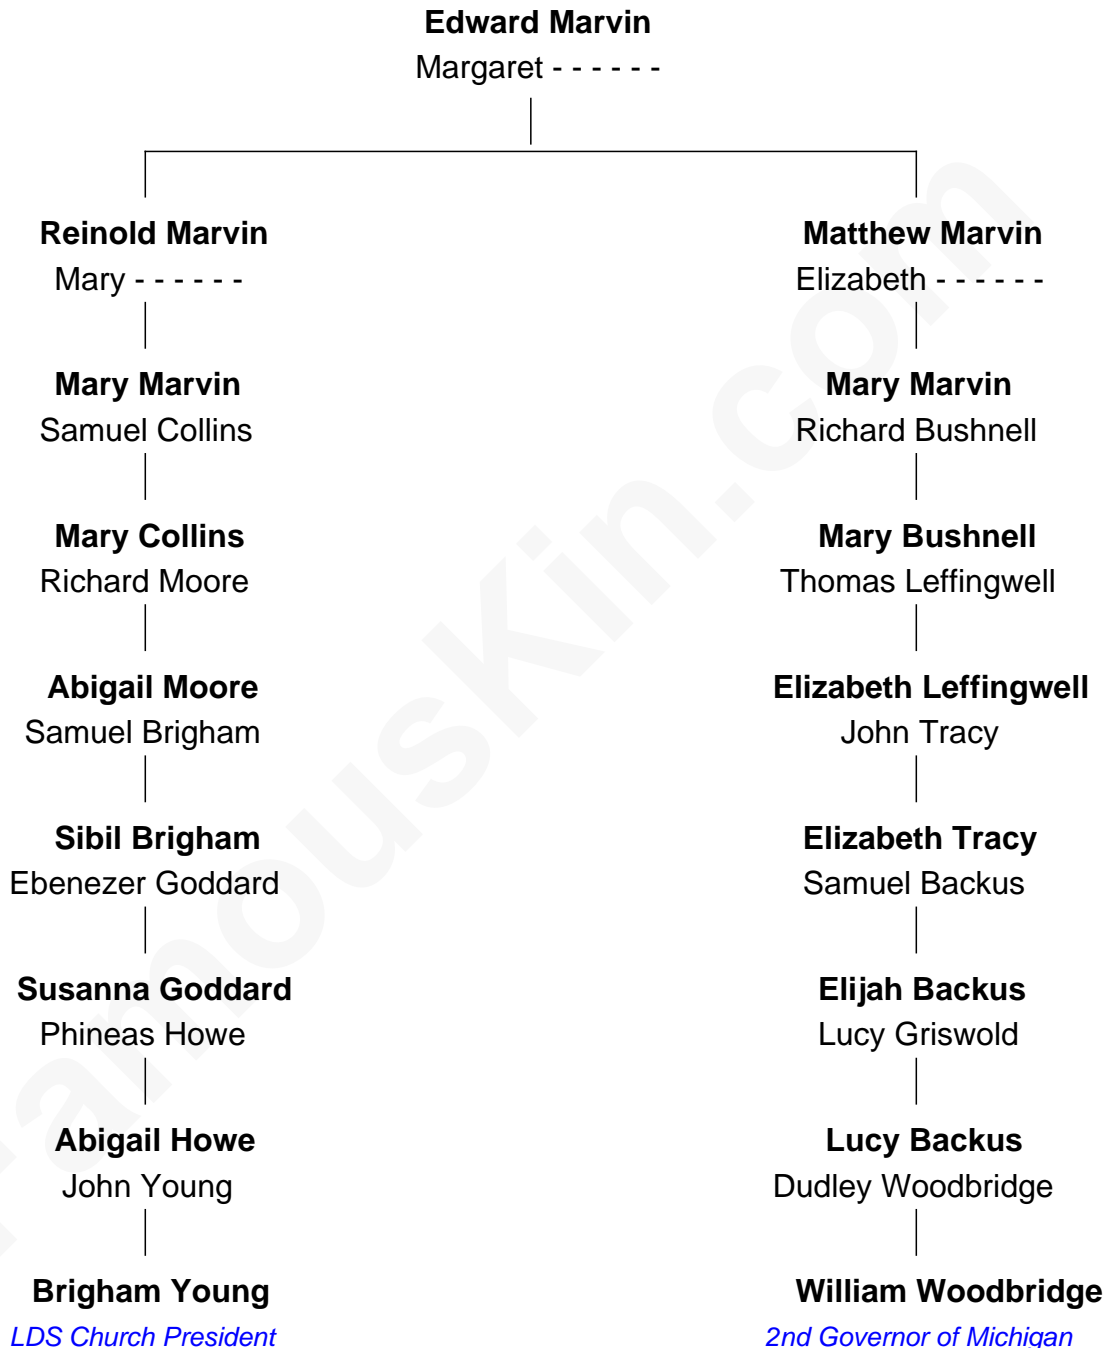 Edward Marvin
Margaret - - - - - -
Reinold Marvin
Mary - - - - - -
Mary Marvin
Samuel Collins
Mary Collins
Richard Moore
Abigail Moore
Samuel Brigham
Sibil Brigham
Ebenezer Goddard
Susanna Goddard
Phineas Howe
Abigail Howe
John Young
Brigham Young
LDS Church President
Matthew Marvin
Elizabeth - - - - - -
Mary Marvin
Richard Bushnell
Mary Bushnell
Thomas Leffingwell
Elizabeth Leffingwell
John Tracy
Elizabeth Tracy
Samuel Backus
Elijah Backus
Lucy Griswold
Lucy Backus
Dudley Woodbridge
William Woodbridge
2nd Governor of Michigan
FamousKin.com